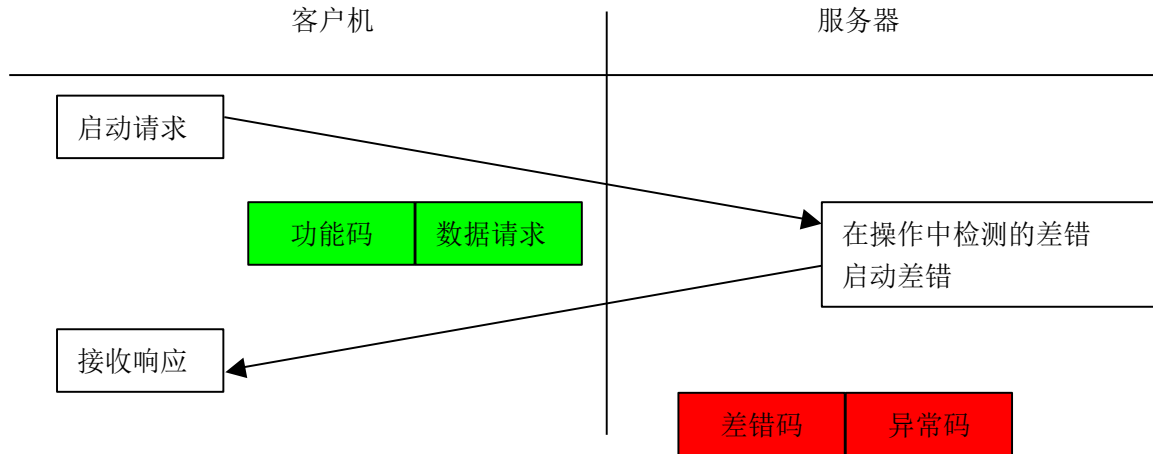 客户机
服务器
启动请求
功能码
数据请求
在操作中检测的差错
启动差错
接收响应
差错码
异常码